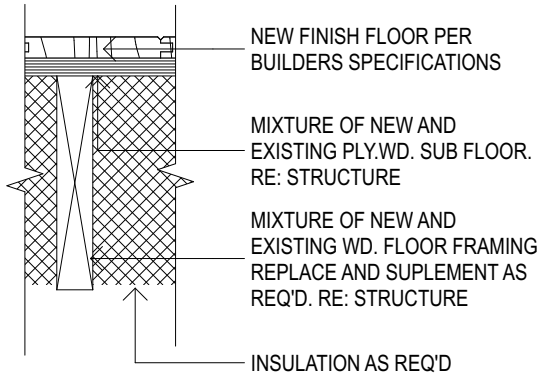 NEW FINISH FLOOR PER
BUILDERS SPECIFICATIONS
MIXTURE OF NEW AND
EXISTING PLY.WD. SUB FLOOR.
RE: STRUCTURE
MIXTURE OF NEW AND
EXISTING WD. FLOOR FRAMING
REPLACE AND SUPLEMENT AS
REQ'D. RE: STRUCTURE
INSULATION AS REQ'D